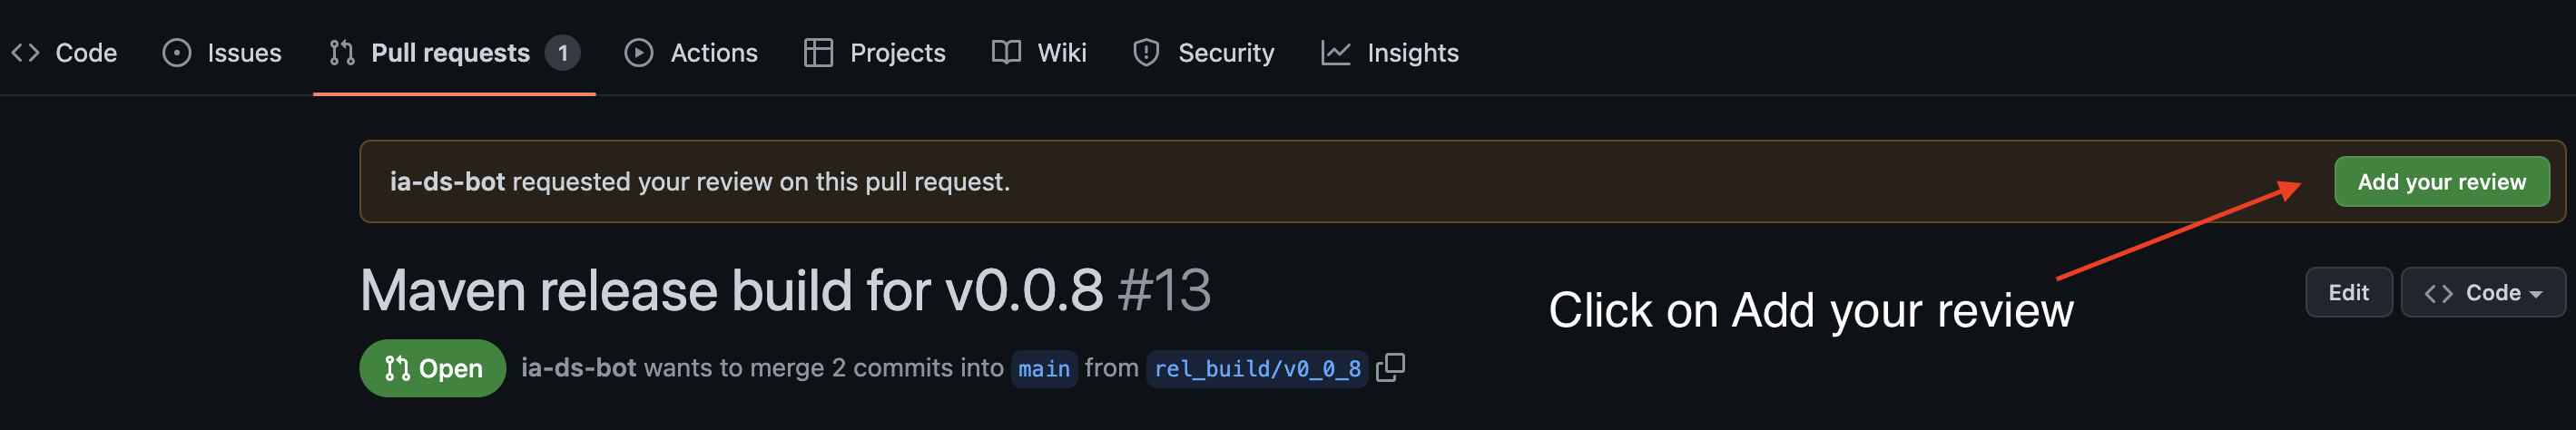 Code Issues Pull requests 1 Actions Projects Wiki Security Insights
ia-ds-bot requested your review on this pull request. Add your review
Maven release build for v0.0.8 #13
Click on Add your review
Edit Code
Open ia-ds-bot wants to merge 2 commits into main from rel_build/v0_0_8